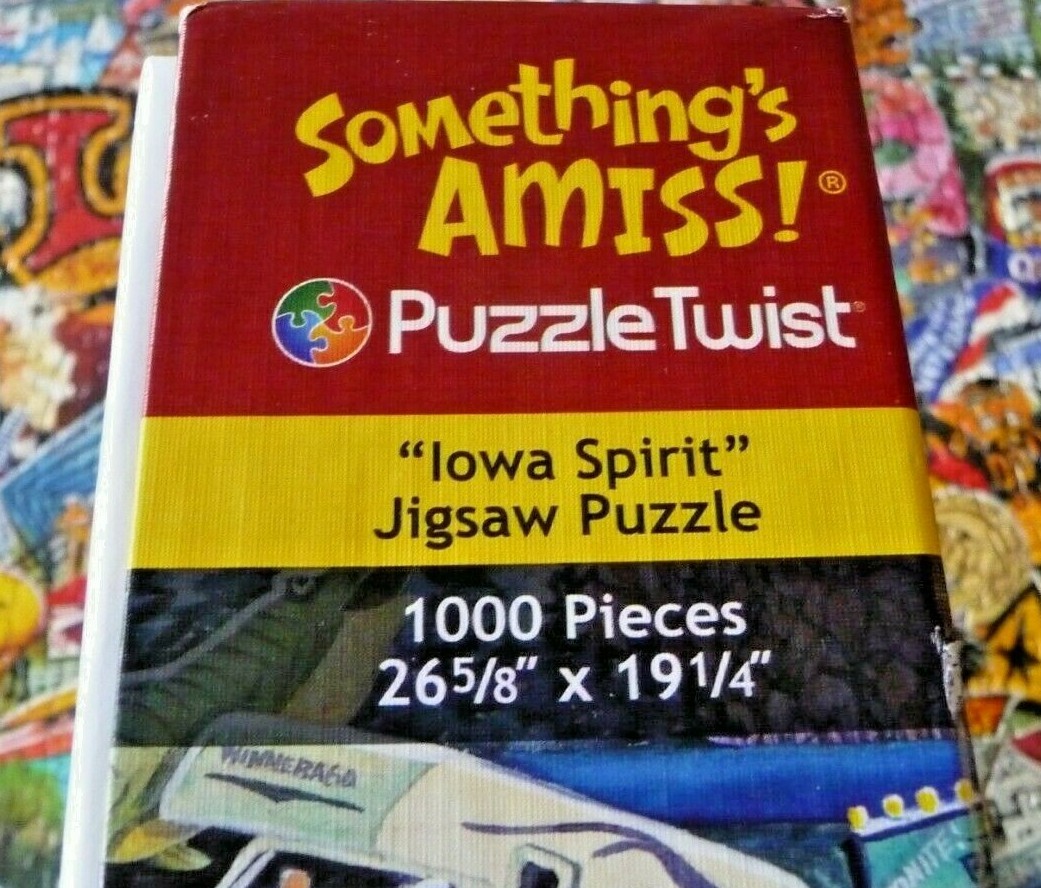 Something's
AMISS!®
PuzzleTwist®
“Iowa Spirit”
Jigsaw Puzzle
1000 Pieces
26 5/8" x 19 1/4"
WINNEBAGO